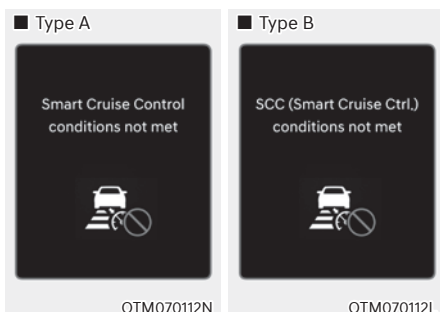 ■ Type A
Smart Cruise Control
conditions not met
OTM070112N
■ Type B
SCC (Smart Cruise Ctrl.)
conditions not met
OTM070112L